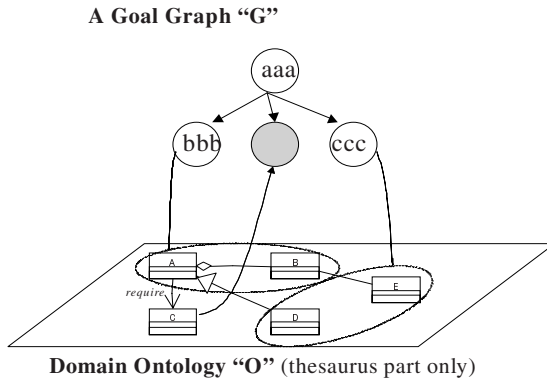 A Goal Graph “G”
aaa
bbb
ccc
A
B
E
require
C
D
Domain Ontology “O” (thesaurus part only)